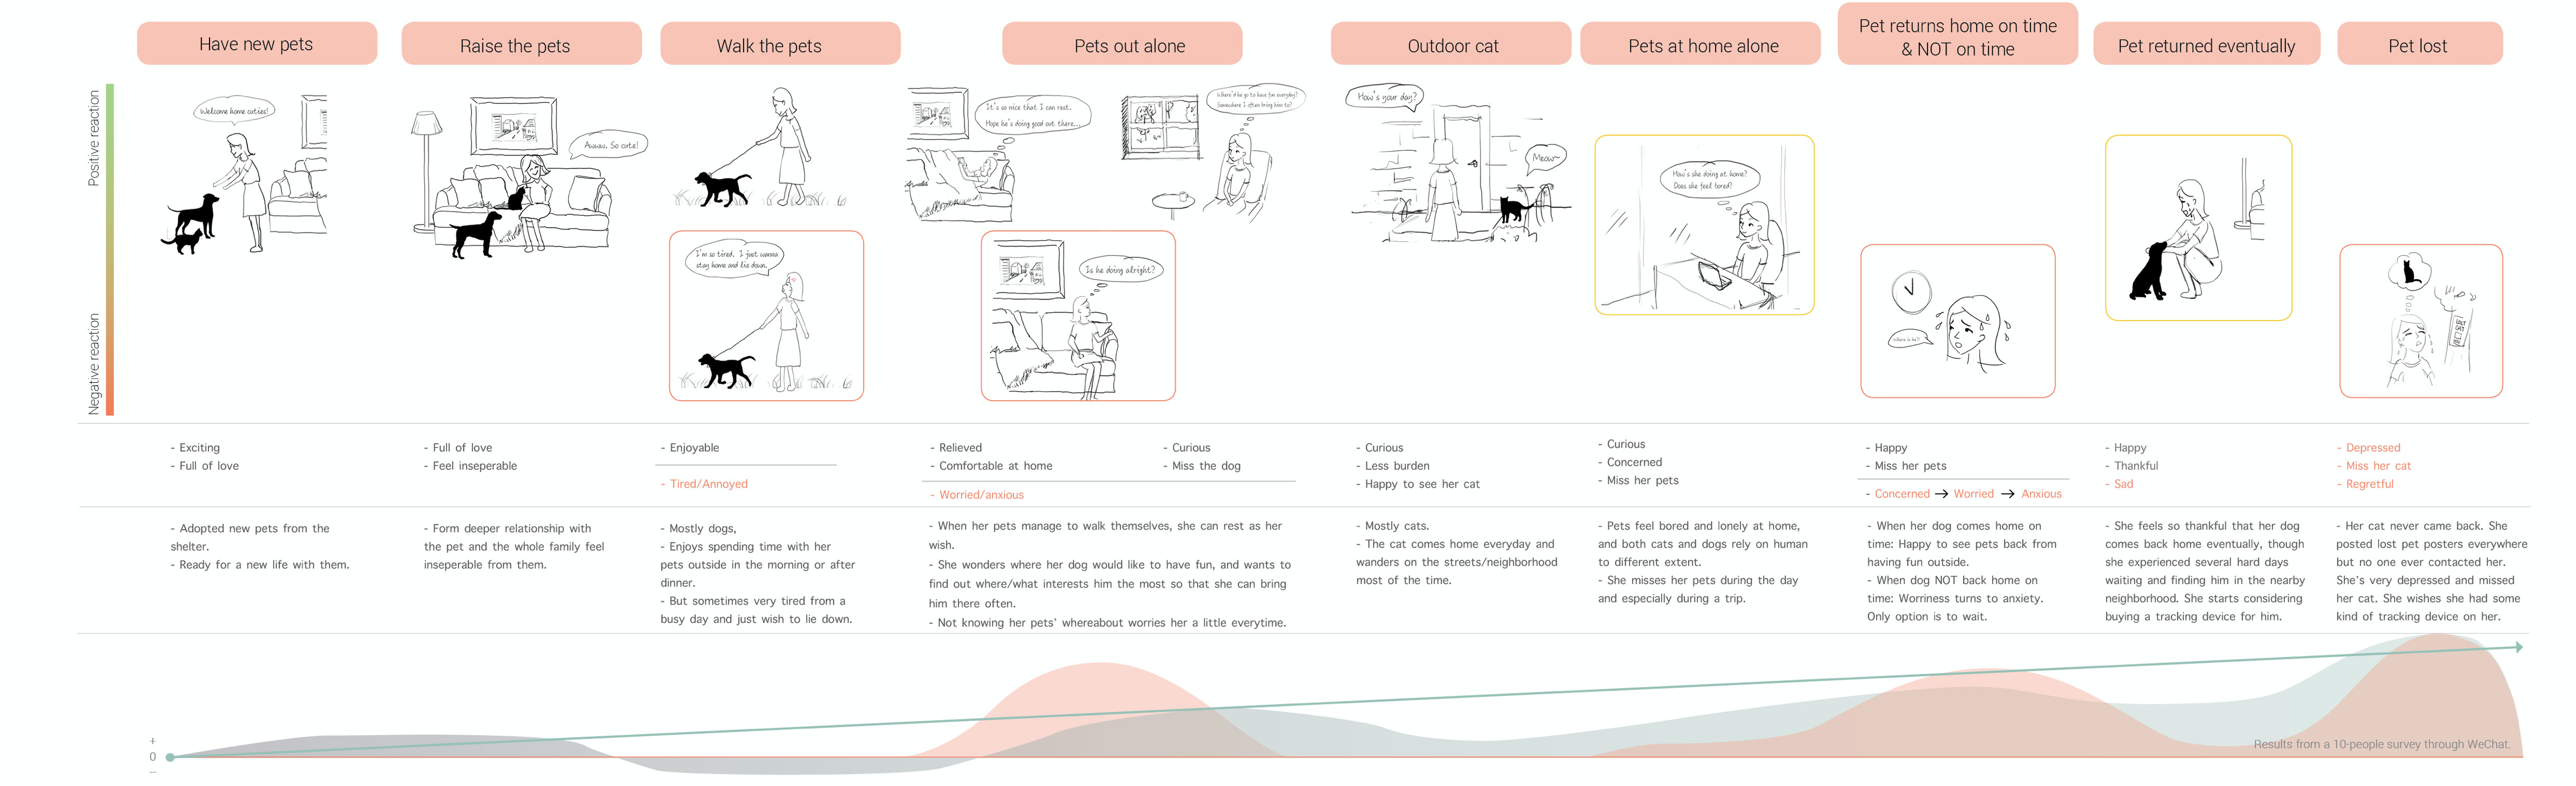 Have new pets
Raise the pets
Walk the pets
Pets out alone
Outdoor cat
Pets at home alone
Pet returns home on time
& NOT on time
Pet returned eventually
Pet lost
Positive reaction
Negative reaction
Welcome home cuties!
Awww. So cute!
I'm so tired. I just wanna
stay home and lie down.
It's so nice that I can rest.
Hope he's doing good out there...
Where'd he go to have fun everyday?
Somewhere I often bring him to?
Is he doing alright?
How's your day?
Meow~
How's she doing at home?
Does she feel bored?
Where is he?!
- Exciting
- Full of love
- Full of love
- Feel inseperable
- Enjoyable
- Tired/Annoyed
- Relieved
- Comfortable at home
- Curious
- Miss the dog
- Worried/anxious
- Curious
- Less burden
- Happy to see her cat
- Curious
- Concerned
- Miss her pets
- Happy
- Miss her pets
- Concerned → Worried → Anxious
- Happy
- Thankful
- Sad
- Depressed
- Miss her cat
- Regretful
- Adopted new pets from the
shelter.
- Ready for a new life with them.
- Form deeper relationship with
the pet and the whole family feel
inseperable from them.
- Mostly dogs,
- Enjoys spending time with her
pets outside in the morning or after
dinner.
- But sometimes very tired from a
busy day and just wish to lie down.
- When her pets manage to walk themselves, she can rest as her
wish.
- She wonders where her dog would like to have fun, and wants to
find out where/what interests him the most so that she can bring
him there often.
- Not knowing her pets' whereabout worries her a little everytime.
- Mostly cats.
- The cat comes home everyday and
wanders on the streets/neighborhood
most of the time.
- Pets feel bored and lonely at home,
and both cats and dogs rely on human
to different extent.
- She misses her pets during the day
and especially during a trip.
- When her dog comes home on
time: Happy to see pets back from
having fun outside.
- When dog NOT back home on
time: Worriness turns to anxiety.
Only option is to wait.
- She feels so thankful that her dog
comes back home eventually, though
she experienced several hard days
waiting and finding him in the nearby
neighborhood. She starts considering
buying a tracking device for him.
- Her cat never came back. She
posted lost pet posters everywhere
but no one ever contacted her.
She's very depressed and missed
her cat. She wishes she had some
kind of tracking device on her.
+
0
–
Results from a 10-people survey through WeChat.